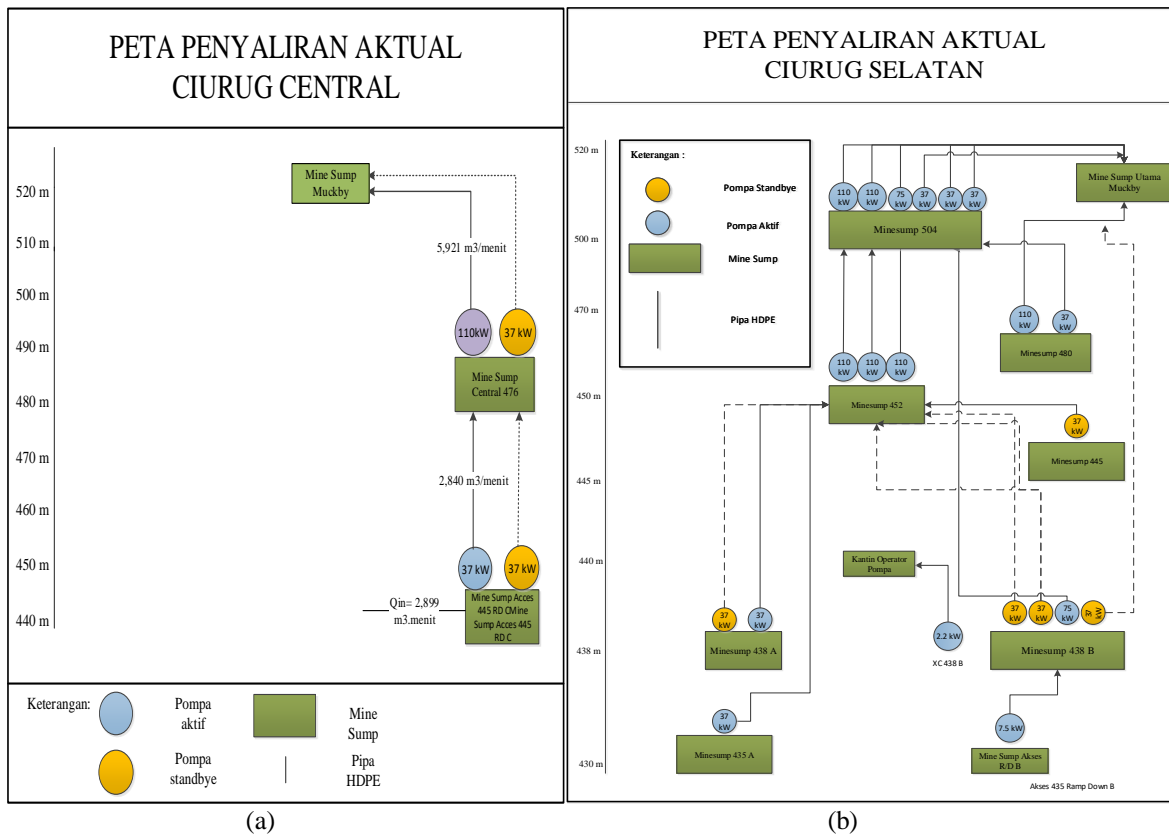 PETA PENYALIRAN AKTUAL
CIURUG CENTRAL
520 m
510 m
500 m
490 m
480 m
470 m
460 m
450 m
440 m
Mine Sump
Muckby
5,921 m3/menit
110kW
37 kW
Mine Sump
Central 476
2,840 m3/menit
37 kW
37 kW
Qin= 2,899
m3.menit
Mine Sump Acces
445 RD CMine
Sump Acces 445
RD C
Keterangan:
Pompa
aktif
Mine
Sump
Pompa
standbye
Pipa
HDPE
(a)
PETA PENYALIRAN AKTUAL
CIURUG SELATAN
520 m
500 m
470 m
450 m
445 m
440 m
438 m
430 m
Keterangan :
Pompa Standbye
Pompa Aktif
Mine Sump
Pipa HDPE
110
kW
110
kW
75
kW
37
kW
37
kW
37
kW
Minesump 504
Mine Sump Utama
Muckby
110
kW
37
kW
Minesump 480
110
kW
110
kW
110
kW
Minesump 452
37
kW
Minesump 445
Kantin Operator
Pompa
2.2 kW
XC 438 B
37
kW
37
kW
Minesump 438 A
37
kW
37
kW
75
kW
37
kW
Minesump 438 B
37
kW
Minesump 435 A
7.5 kW
Mine Sump Akses
R/D B
Akses 435 Ramp Down B
(b)